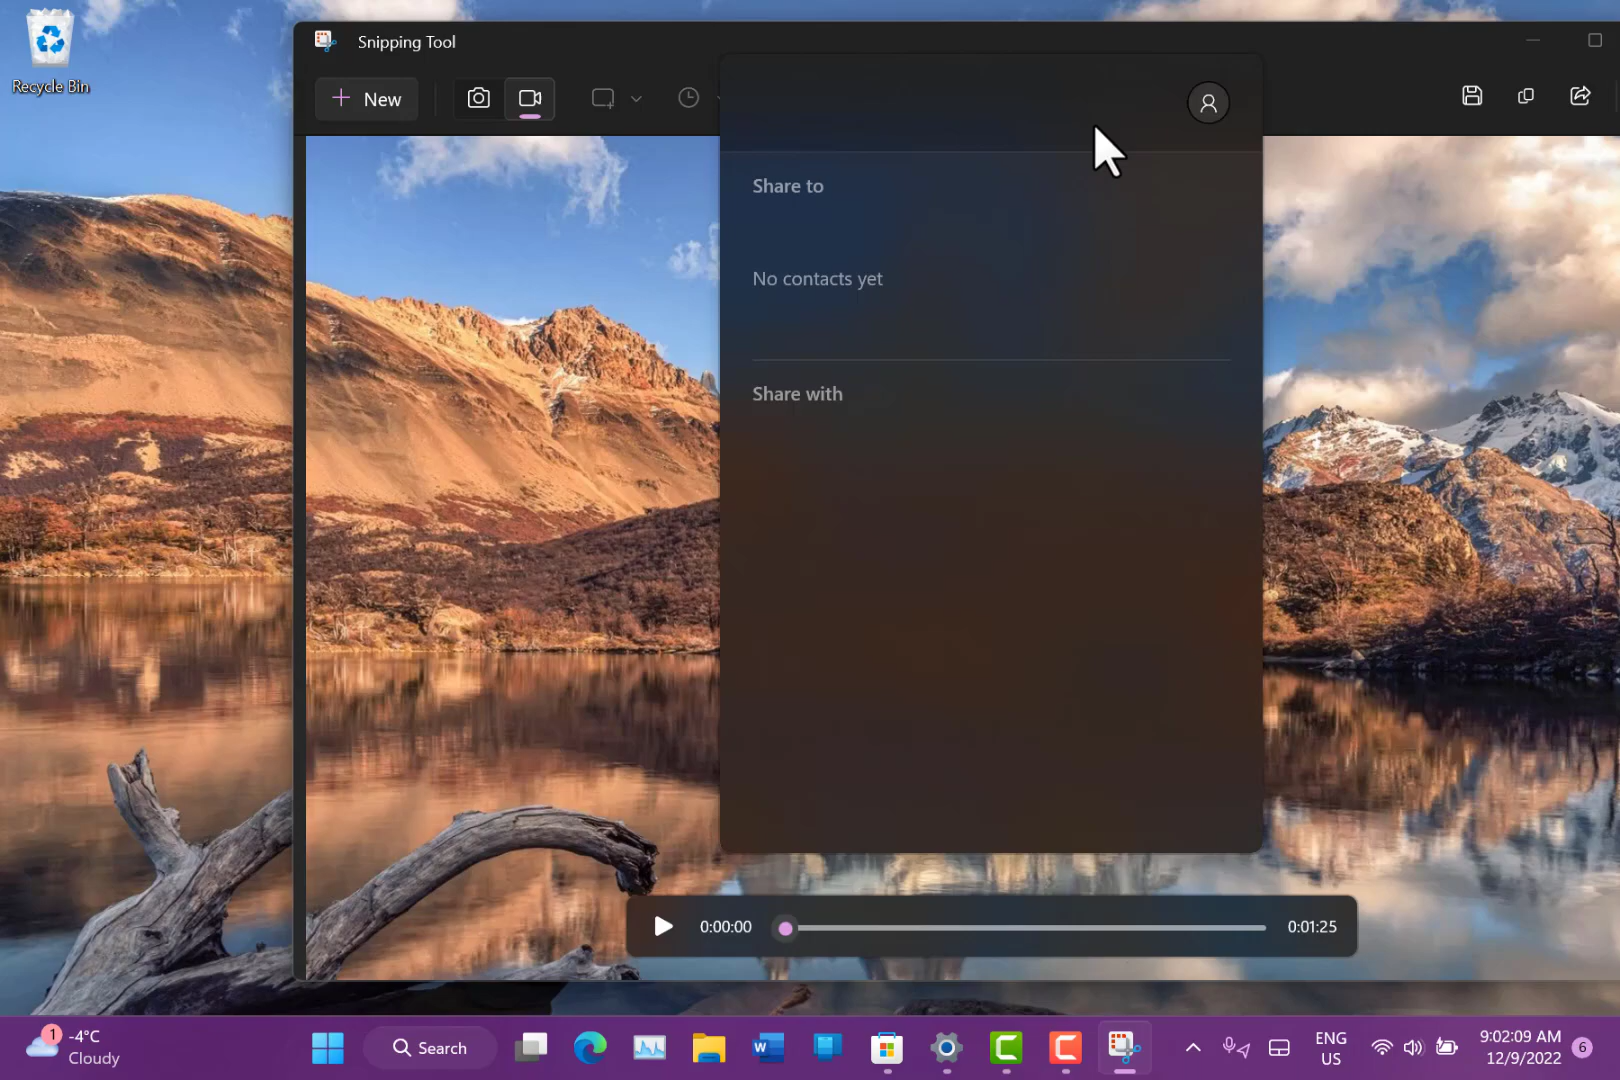 Recycle Bin
Snipping Tool
New
Share to
No contacts yet
Share with
0:00:00
0:01:25
1
-4°C
Cloudy
Search
W
ENG
US
9:02:09 AM
12/9/2022
6